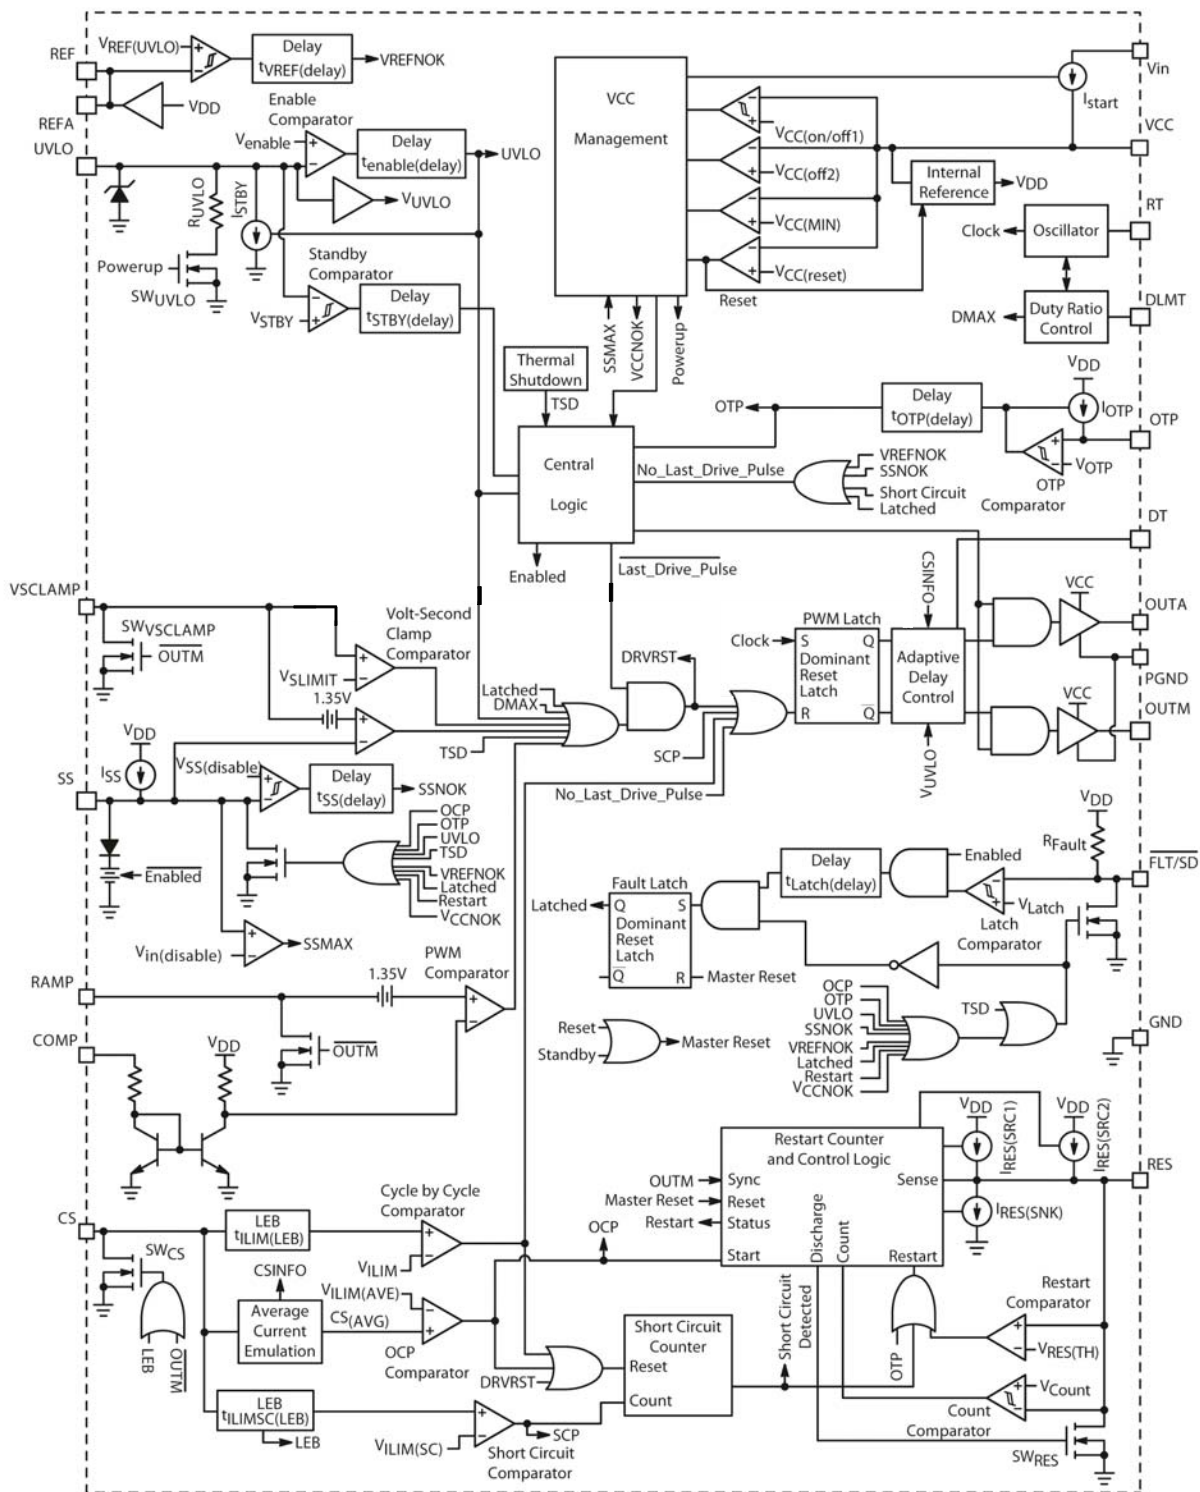 REF
VREF(UVLO)
Delay
tVREF(delay)
VREFNOK
REFA
VDD
UVLO
Enable
Comparator
Venable
Delay
tenable(delay)
UVLO
VUVLO
RUVLO
ISTBY
Powerup
SWUVLO
Standby
Comparator
VSTBY
Delay
tSTBY(delay)
VCC
Management
VCC(on/off1)
VCC(off2)
VCC(MIN)
VCC(reset)
Reset
SSMAX
VCCNOK
Powerup
Vin
Istart
VCC
Internal
Reference
VDD
RT
Clock
Oscillator
DLMT
DMAX
Duty Ratio
Control
Thermal
Shutdown
TSD
VDD
OTP
Delay
tOTP(delay)
IOTP
OTP
VOTP
OTP
Comparator
Central
Logic
No_Last_Drive_Pulse
VREFNOK
SSNOK
Short Circuit
Latched
Enabled
Last_Drive_Pulse
DT
VSCLAMP
SWVSCLAMP
OUTM
Volt-Second
Clamp
Comparator
VSLIMIT
1.35V
Latched
DMAX
TSD
DRVRST
SCP
No_Last_Drive_Pulse
Clock
PWM Latch
S
Q
Dominant
Reset
Latch
R
Q
CSINFO
Adaptive
Delay
Control
VUVLO
VCC
OUTA
PGND
VCC
OUTM
VDD
ISS
SS
VSS(disable)
Delay
tSS(delay)
SSNOK
Enabled
OCP
OTP
UVLO
TSD
VREFNOK
Latched
Restart
VCCNOK
Vin(disable)
SSMAX
VDD
RFault
FLT/SD
Delay
tLatch(delay)
Enabled
VLatch
Latch
Comparator
Fault Latch
Latched
Q
S
Dominant
Reset
Latch
Q
R
Master Reset
RAMP
1.35V
PWM
Comparator
OUTM
COMP
VDD
Reset
Standby
Master Reset
OCP
OTP
UVLO
SSNOK
VREFNOK
Latched
Restart
VCCNOK
TSD
GND
Restart Counter
and Control Logic
OUTM
Sync
Master Reset
Reset
Restart
Status
Start
Discharge
Count
Restart
Sense
VDD
IRES(SRC1)
VDD
IRES(SRC2)
RES
IRES(SNK)
CS
LEB
tILIM(LEB)
Cycle by Cycle
Comparator
VILIM
OCP
SWCS
LEB
OUTM
CSINFO
Average
Current
Emulation
VILIM(AVE)
CS(AVG)
OCP
Comparator
DRVRST
Short Circuit
Counter
Reset
Count
Short Circuit
Detected
OTP
Restart
Comparator
VRES(TH)
VCount
Count
Comparator
SWRES
LEB
tILIMSC(LEB)
LEB
VILIM(SC)
SCP
Short Circuit
Comparator